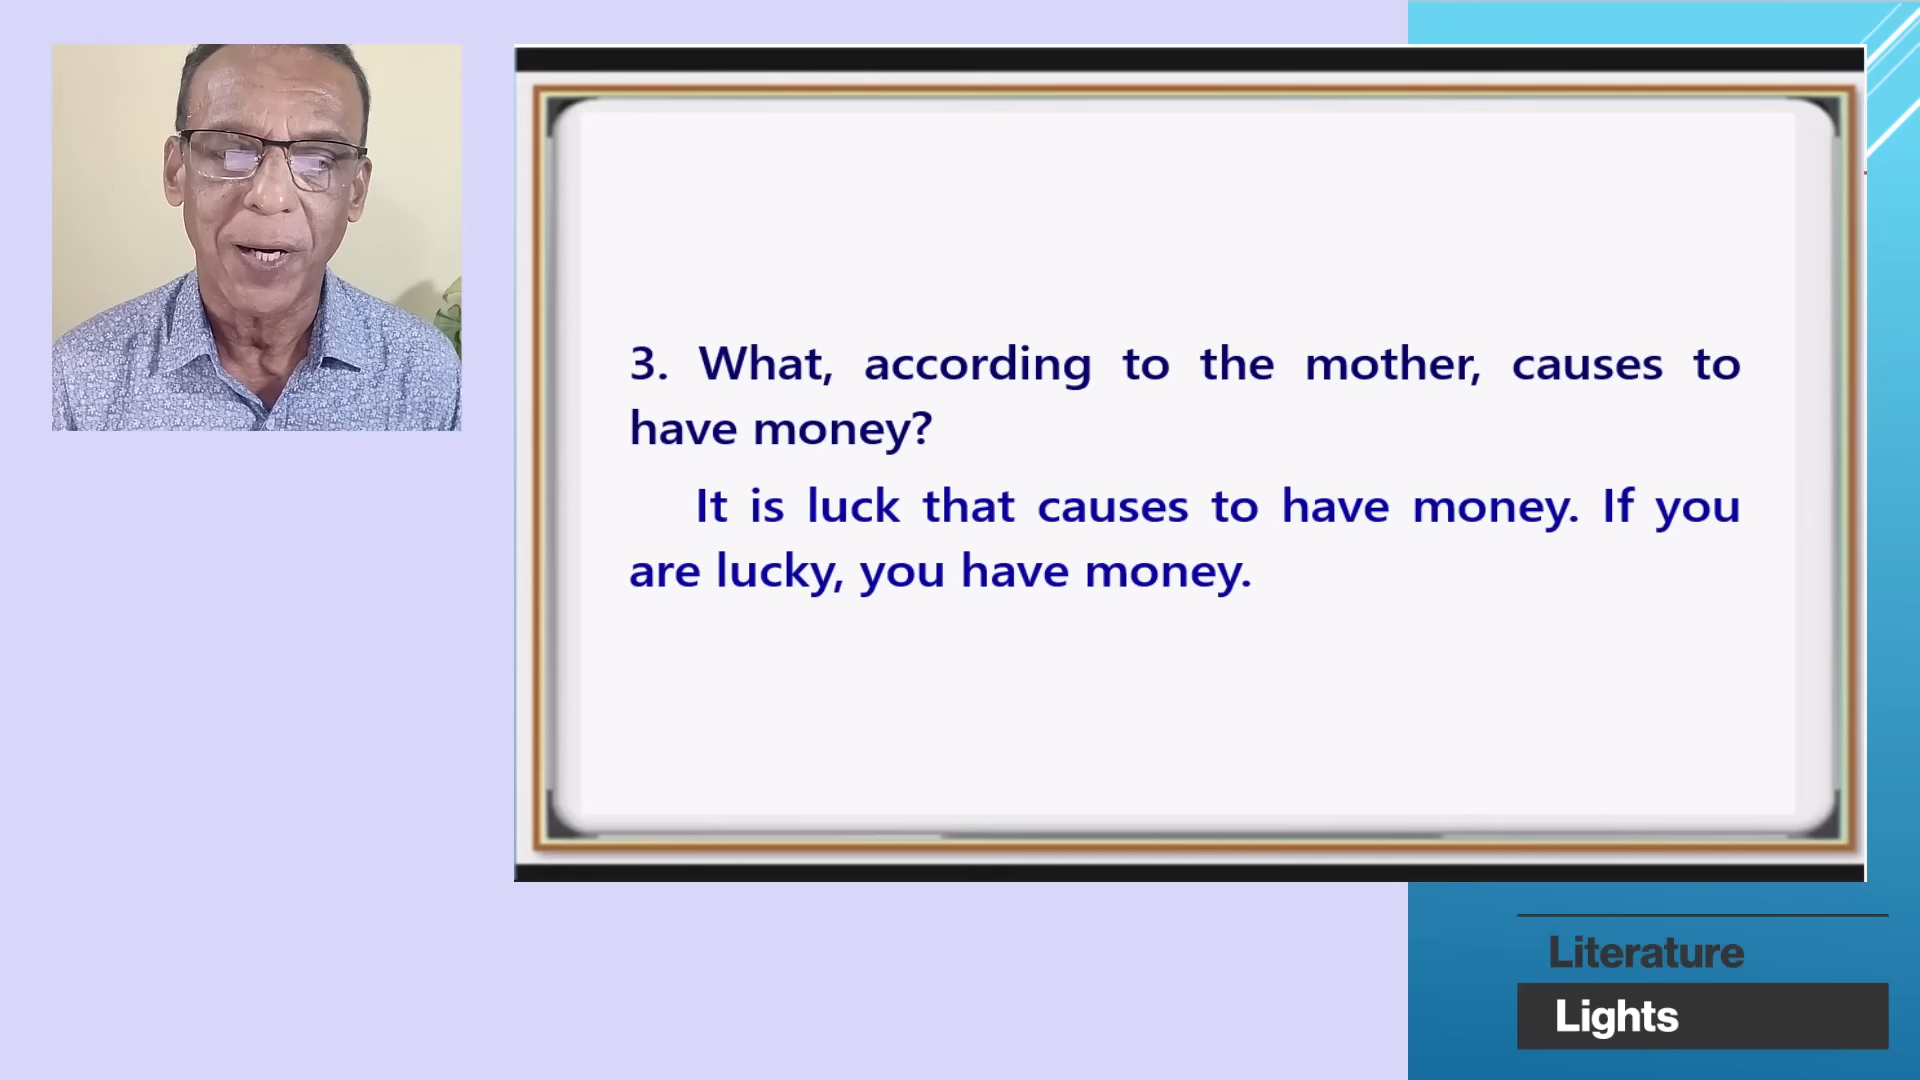 3. What, according to the mother, causes to
have money?
It is luck that causes to have money. If you
are lucky, you have money.
Literature
Lights